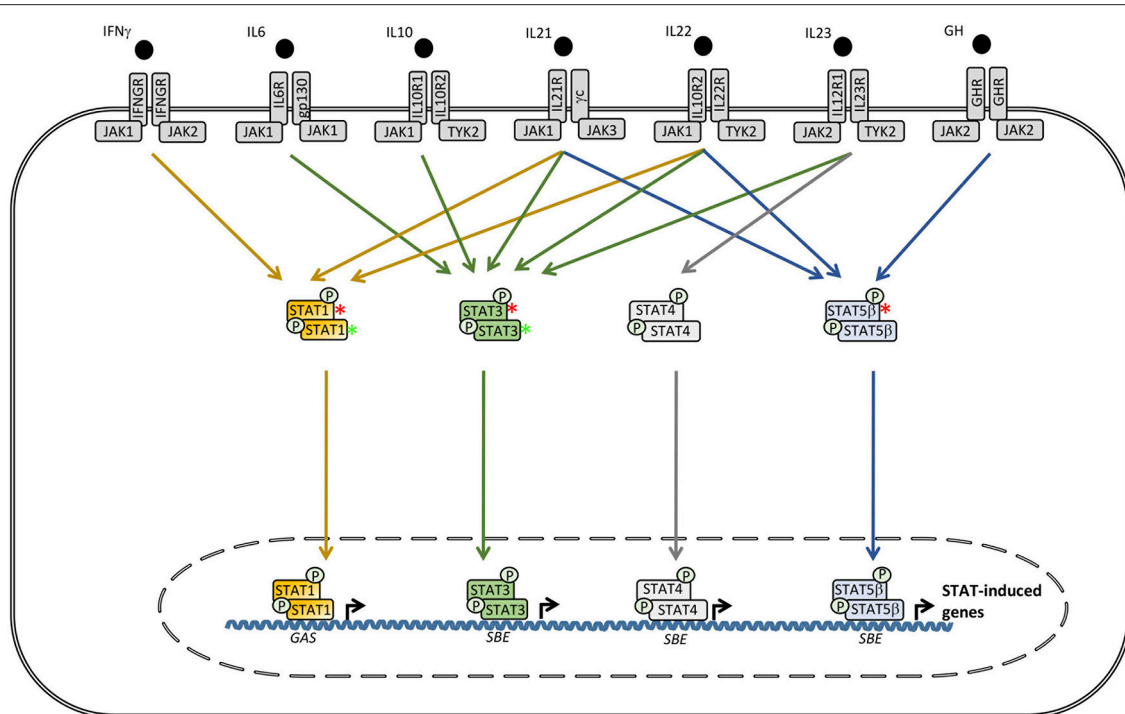 IFNγ
IL6
IL10
IL21
IL22
IL23
GH
IFNGR
IFNGR
IL6R
gp130
IL10R1
IL10R2
IL21R
γc
IL10R2
IL22R
IL12R1
IL23R
GHR
GHR
JAK1
JAK2
JAK1
JAK1
JAK1
TYK2
JAK1
JAK3
JAK1
TYK2
JAK2
TYK2
JAK2
JAK2
P
P
P
P
STAT1*
STAT3*
STAT4
STAT5β*
P STAT1*
P STAT3*
P STAT4
P STAT5β
P
P
P
P
STAT1
STAT3
STAT4
STAT5β
STAT-induced
genes
P STAT1
P STAT3
P STAT4
P STAT5β
GAS
SBE
SBE
SBE